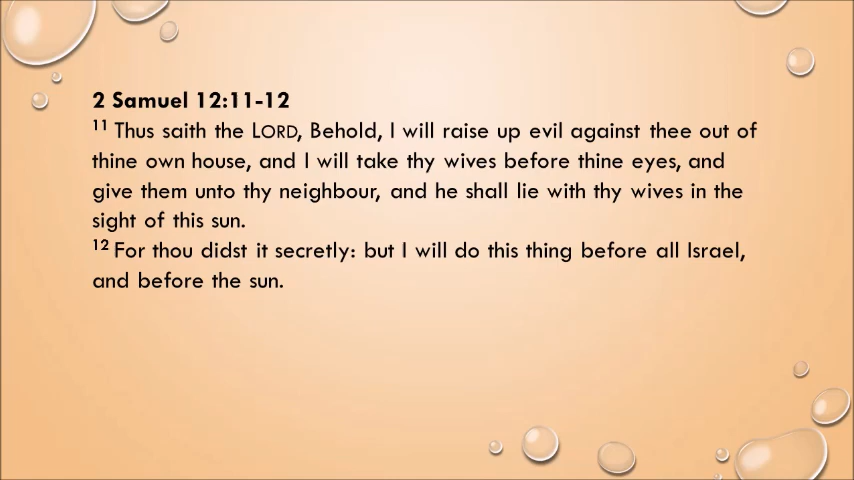 2 Samuel 12:11-12
11 Thus saith the LORD, Behold, I will raise up evil against thee out of
thine own house, and I will take thy wives before thine eyes, and
give them unto thy neighbour, and he shall lie with thy wives in the
sight of this sun.
12 For thou didst it secretly: but I will do this thing before all Israel,
and before the sun.